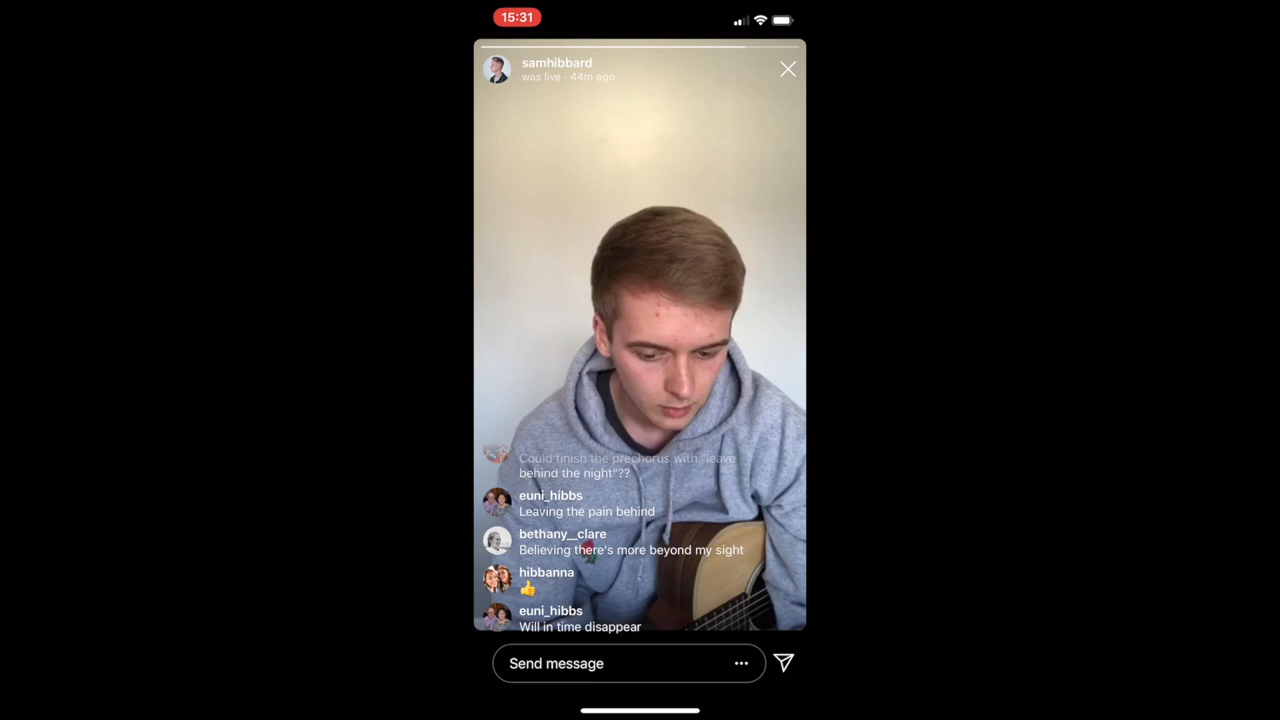 15:31
samhibbard
was live · 44m ago
Could finish the prechorus with "leave
behind the night"??
euni_hibbs
Leaving the pain behind
bethany__clare
Believing there's more beyond my sight
hibbanna
👍
euni_hibbs
Will in time disappear
Send message